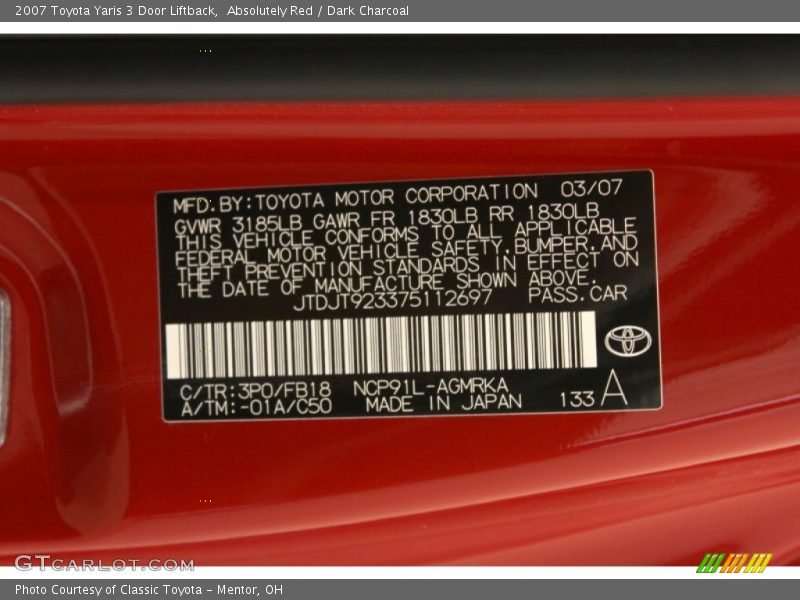 2007 Toyota Yaris 3 Door Liftback,  Absolutely Red / Dark Charcoal
MFD.BY:TOYOTA MOTOR CORPORATION 03/07
GVWR 3185LB GAWR FR 1830LB RR 1830LB
THIS VEHICLE CONFORMS TO ALL APPLICABLE
FEDERAL MOTOR VEHICLE SAFETY,BUMPER,AND
THEFT PREVENTION STANDARDS IN EFFECT ON
THE DATE OF MANUFACTURE SHOWN ABOVE.
JTDJT923375112697 PASS.CAR
C/TR:3P0/FB18 NCP91L-AGMRKA
A/TM:-01A/C50 MADE IN JAPAN 133 A
GTCARLOT.COM
Photo Courtesy of Classic Toyota - Mentor, OH